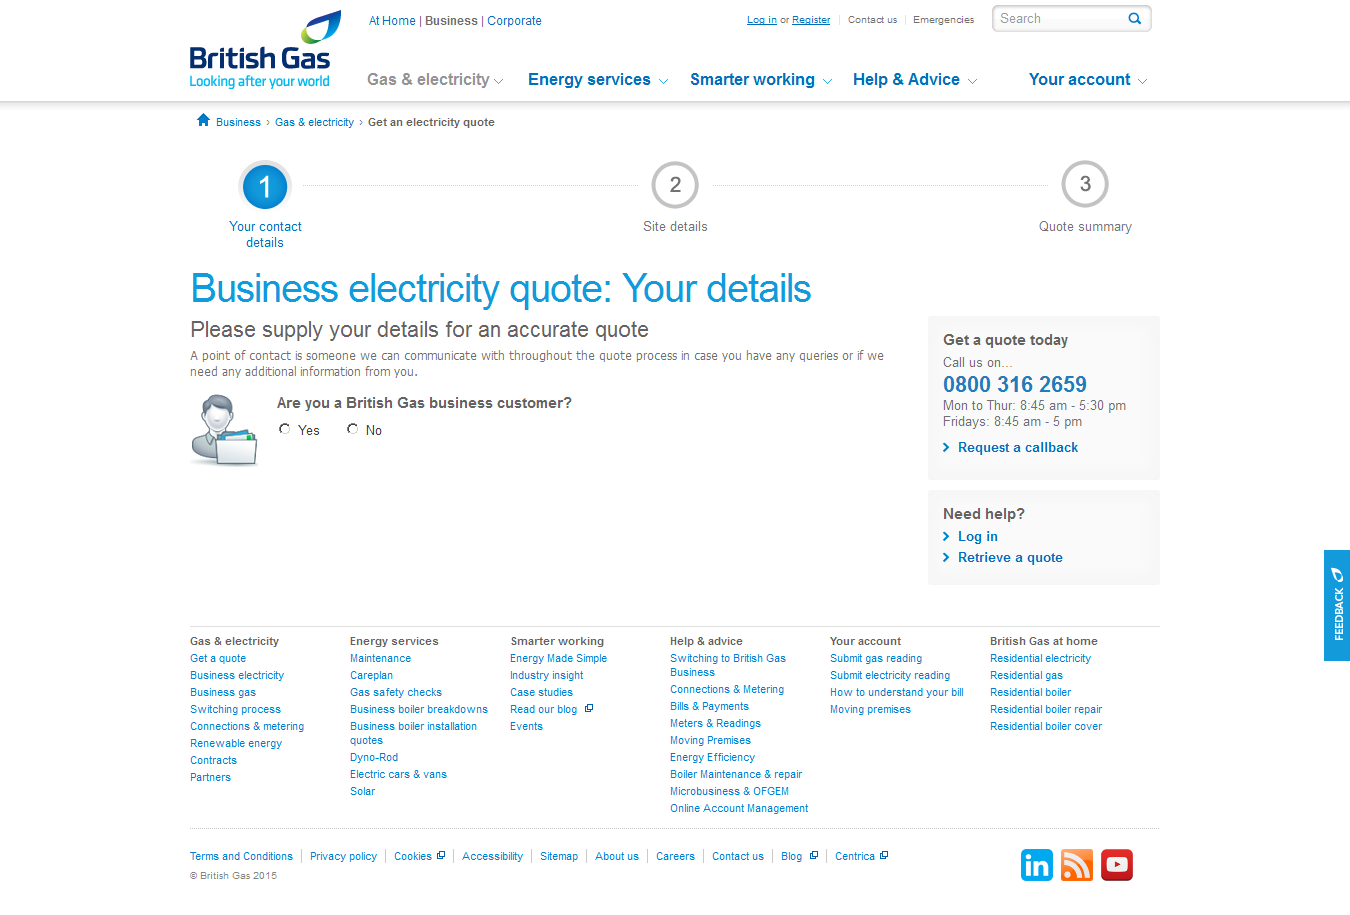 At Home | Business | Corporate
Log in or Register
Contact us
Emergencies
Search
British Gas
Looking after your world
Gas & electricity
Energy services
Smarter working
Help & Advice
Your account
Business › Gas & electricity › Get an electricity quote
1
2
3
Your contact
details
Site details
Quote summary
Business electricity quote: Your details
Please supply your details for an accurate quote
A point of contact is someone we can communicate with throughout the quote process in case you have any queries or if we
need any additional information from you.
Are you a British Gas business customer?
Yes
No
Get a quote today
Call us on...
0800 316 2659
Mon to Thur: 8:45 am - 5:30 pm
Fridays: 8:45 am - 5 pm
Request a callback
Need help?
Log in
Retrieve a quote
FEEDBACK
Gas & electricity
Get a quote
Business electricity
Business gas
Switching process
Connections & metering
Renewable energy
Contracts
Partners
Energy services
Maintenance
Careplan
Gas safety checks
Business boiler breakdowns
Business boiler installation
quotes
Dyno-Rod
Electric cars & vans
Solar
Smarter working
Energy Made Simple
Industry insight
Case studies
Read our blog
Events
Help & advice
Switching to British Gas
Business
Connections & Metering
Bills & Payments
Meters & Readings
Moving Premises
Energy Efficiency
Boiler Maintenance & repair
Microbusiness & OFGEM
Online Account Management
Your account
Submit gas reading
Submit electricity reading
How to understand your bill
Moving premises
British Gas at home
Residential electricity
Residential gas
Residential boiler
Residential boiler repair
Residential boiler cover
Terms and Conditions
Privacy policy
Cookies
Accessibility
Sitemap
About us
Careers
Contact us
Blog
Centrica
© British Gas 2015
in